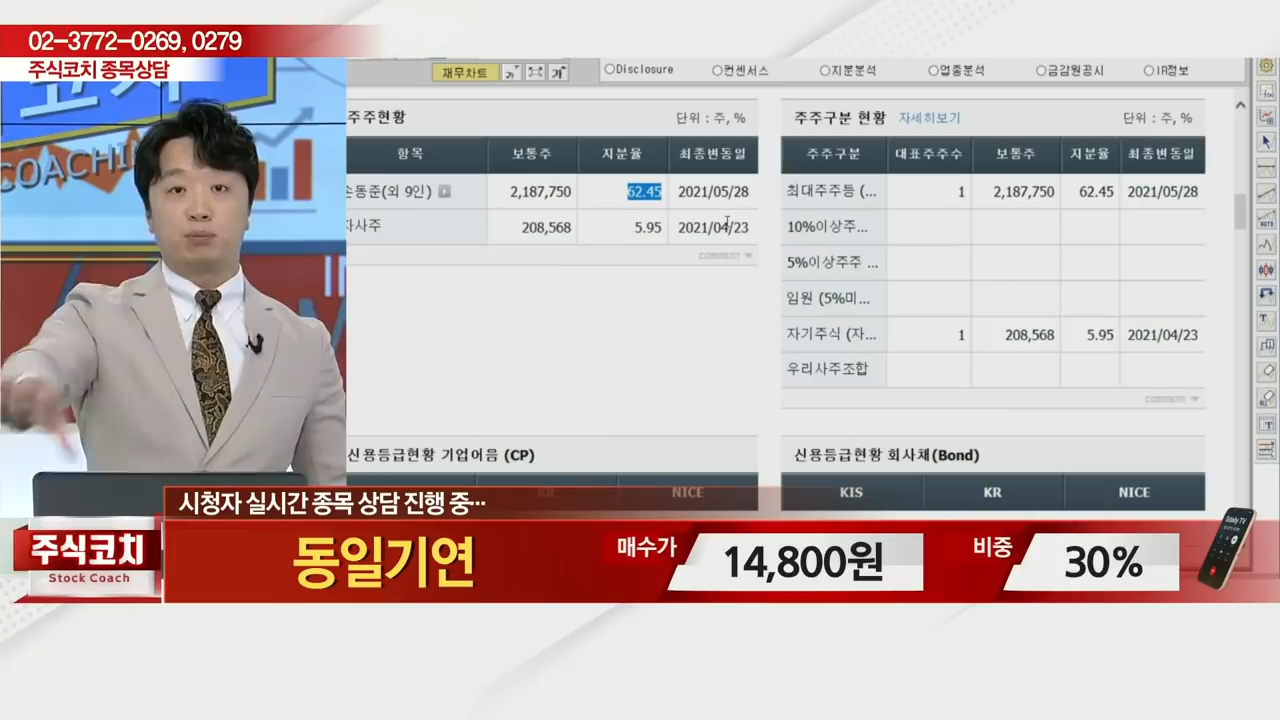 02-3772-0269, 0279
주식코치 종목상담
코치
COACHIN
재무차트
Disclosure 컨센서스 지분분석 업종분석 금감원공시 IR정보
주주현황 단위 : 주, %
항목 보통주 지분율 최종변동일
손동준(외 9인) 2,187,750 62.45 2021/05/28
자사주 208,568 5.95 2021/04/23
COMMENT
주주구분 현황 자세히보기 단위 : 주, %
주주구분 대표주주수 보통주 지분율 최종변동일
최대주주등 (... 1 2,187,750 62.45 2021/05/28
10%이상주...
5%이상주주 ...
임원 (5%미...
자기주식 (자... 1 208,568 5.95 2021/04/23
우리사주조합
COMMENT
신용등급현황 기업어음 (CP)
KR NICE
신용등급현황 회사채(Bond)
KIS KR NICE
시청자 실시간 종목 상담 진행 중...
주식코치
Stock Coach
동일기연
매수가 14,800원
비중 30%
Edaily TV